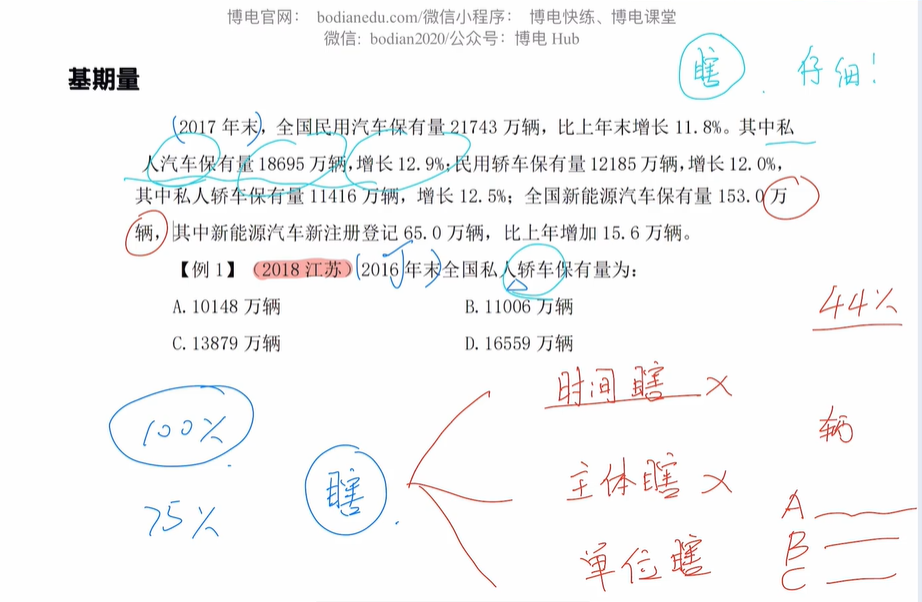 博电官网： bodianedu.com/微信小程序： 博电快练、博电课堂
微信: bodian2020/公众号：博电 Hub
瞎 仔细！
基期量
(2017 年末)，全国民用汽车保有量 21743 万辆，比上年末增长 11.8%。其中私
人汽车保有量 18695 万辆，增长 12.9%；民用轿车保有量 12185 万辆，增长 12.0%，
其中私人轿车保有量 11416 万辆，增长 12.5%；全国新能源汽车保有量 153.0 万
辆，其中新能源汽车新注册登记 65.0 万辆，比上年增加 15.6 万辆。
【例 1】(2018 江苏)(2016 年末)全国私人轿车保有量为：
A. 10148 万辆 B. 11006 万辆
C. 13879 万辆 D. 16559 万辆
44%
100%
75%
瞎
时间瞎 ×
主体瞎 ×
单位瞎
辆
A
B
C